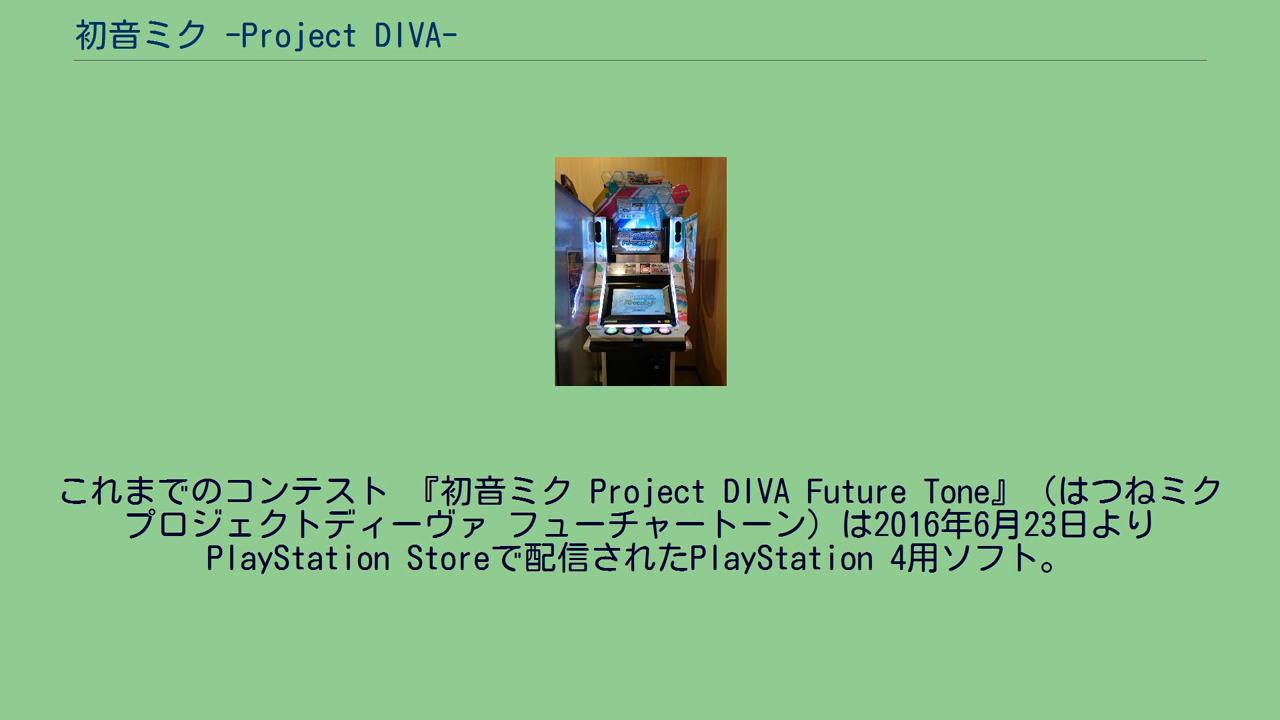 初音ミク -Project DIVA-
これまでのコンテスト 『初音ミク Project DIVA Future Tone』（はつねミク
プロジェクトディーヴァ フューチャートーン）は2016年6月23日より
PlayStation Storeで配信されたPlayStation 4用ソフト。